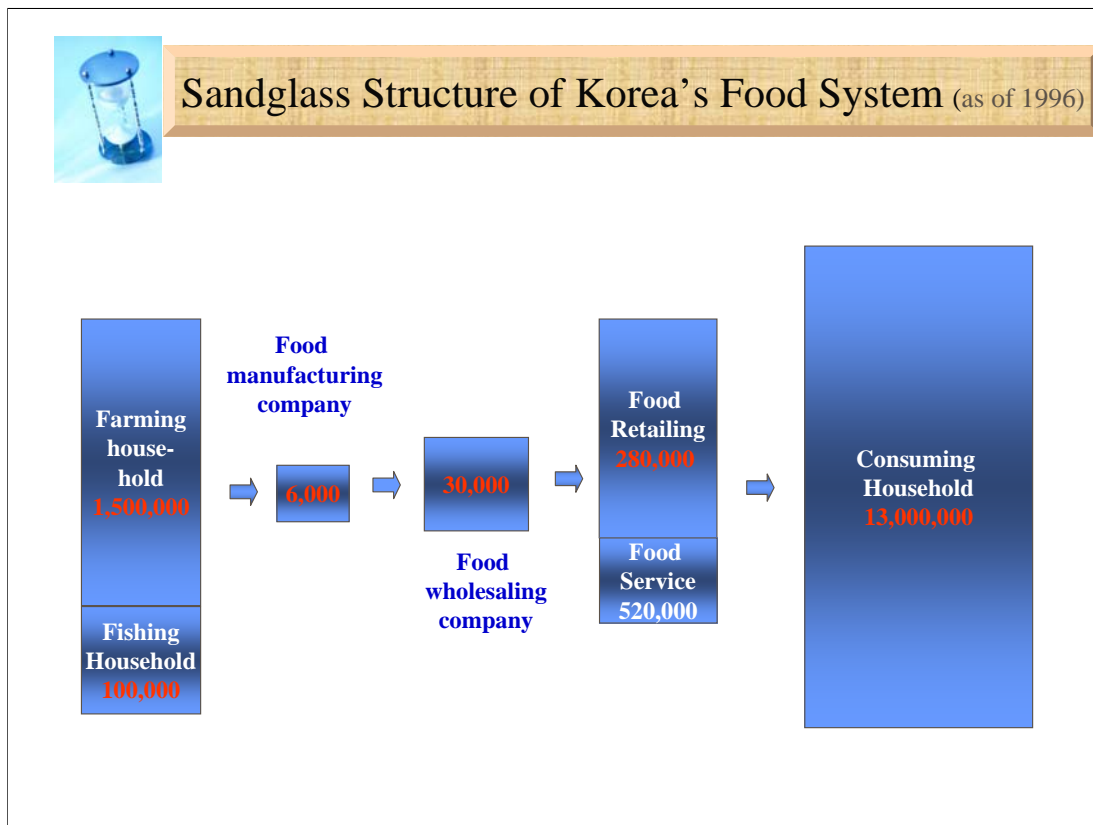 Sandglass Structure of Korea’s Food System (as of 1996)
Farming
house-
hold
1,500,000
Fishing
Household
100,000
Food
manufacturing
company
6,000
30,000
Food
wholesaling
company
Food
Retailing
280,000
Food
Service
520,000
Consuming
Household
13,000,000